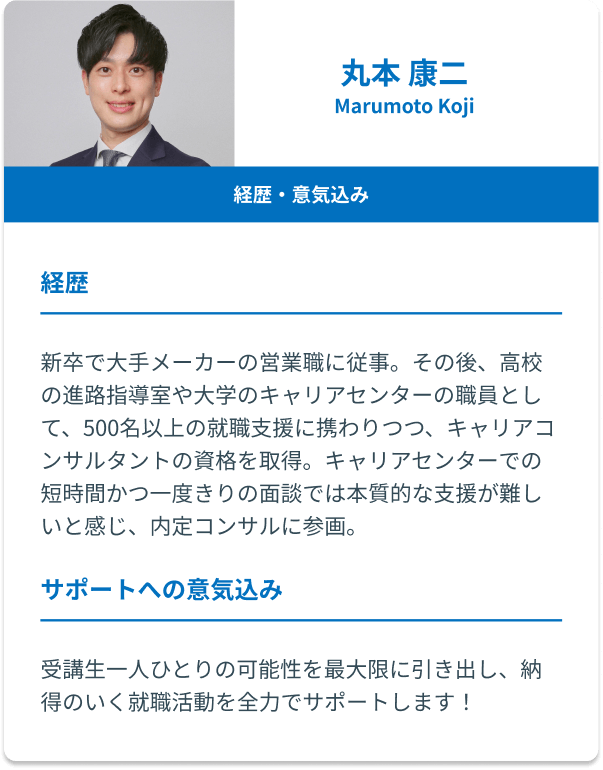 丸本 康二
Marumoto Koji
経歴・意気込み
経歴
新卒で大手メーカーの営業職に従事。その後、高校
の進路指導室や大学のキャリアセンターの職員とし
て、500名以上の就職支援に携わりつつ、キャリアコ
ンサルタントの資格を取得。キャリアセンターでの
短時間かつ一度きりの面談では本質的な支援が難し
いと感じ、内定コンサルに参画。
サポートへの意気込み
受講生一人ひとりの可能性を最大限に引き出し、納
得のいく就職活動を全力でサポートします！